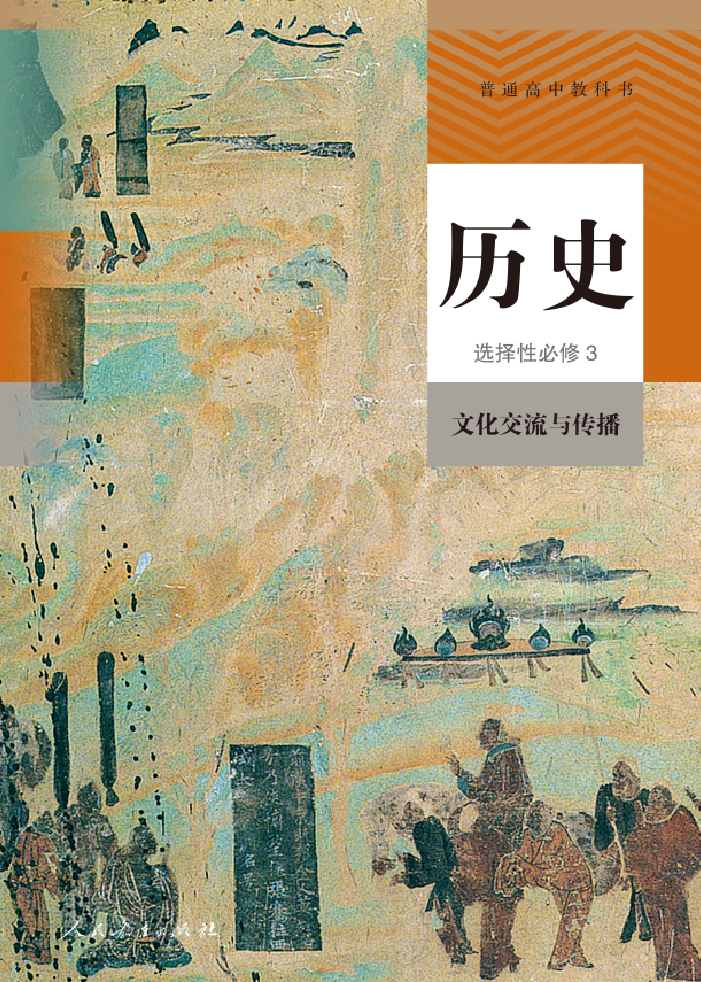 普通高中教科书
历史
选择性必修 3
文化交流与传播
人民教育出版社